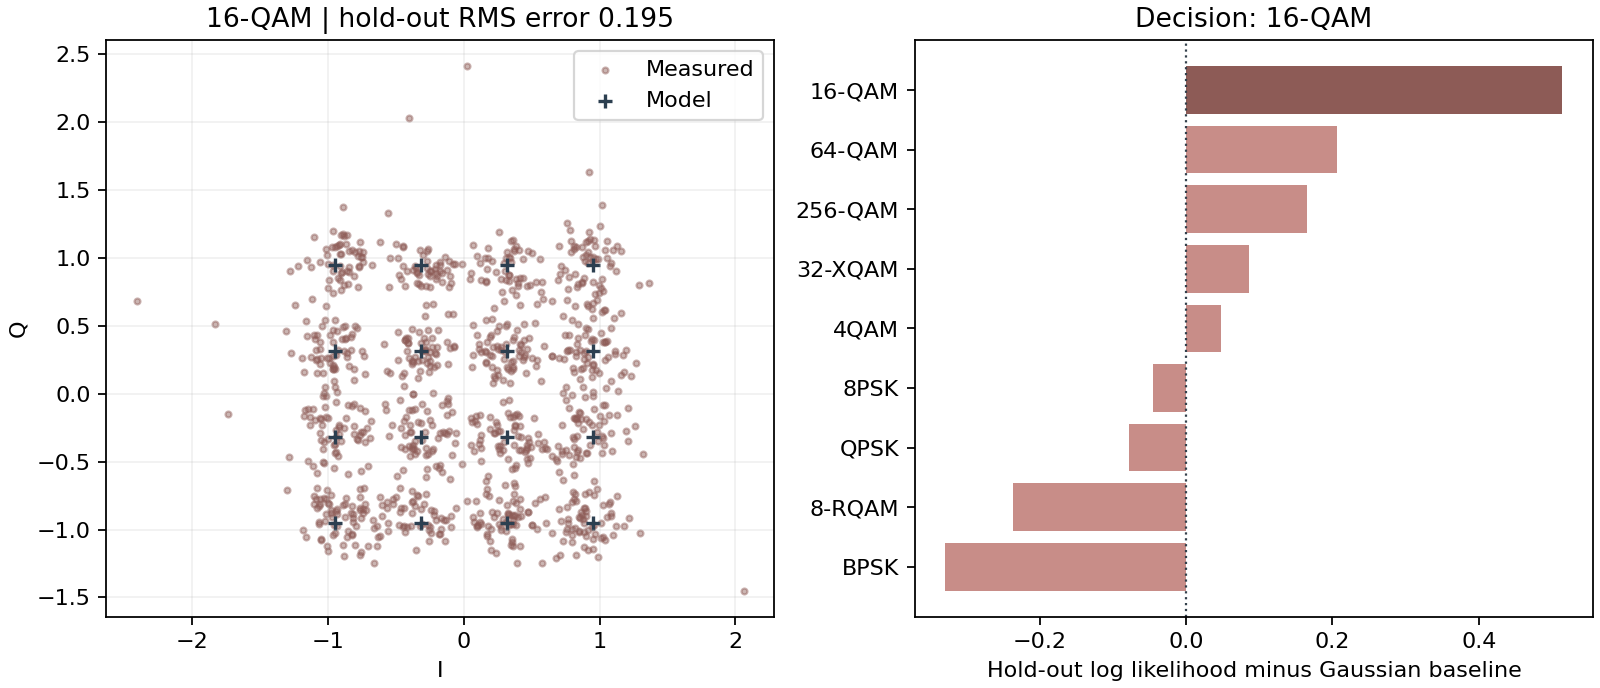 16-QAM | hold-out RMS error 0.195
Measured
Model
2.5
2.0
1.5
1.0
0.5
0.0
−0.5
−1.0
−1.5
Q
−2
−1
0
1
2
I
Decision: 16-QAM
16-QAM
64-QAM
256-QAM
32-XQAM
4QAM
8PSK
QPSK
8-RQAM
BPSK
−0.2
0.0
0.2
0.4
Hold-out log likelihood minus Gaussian baseline